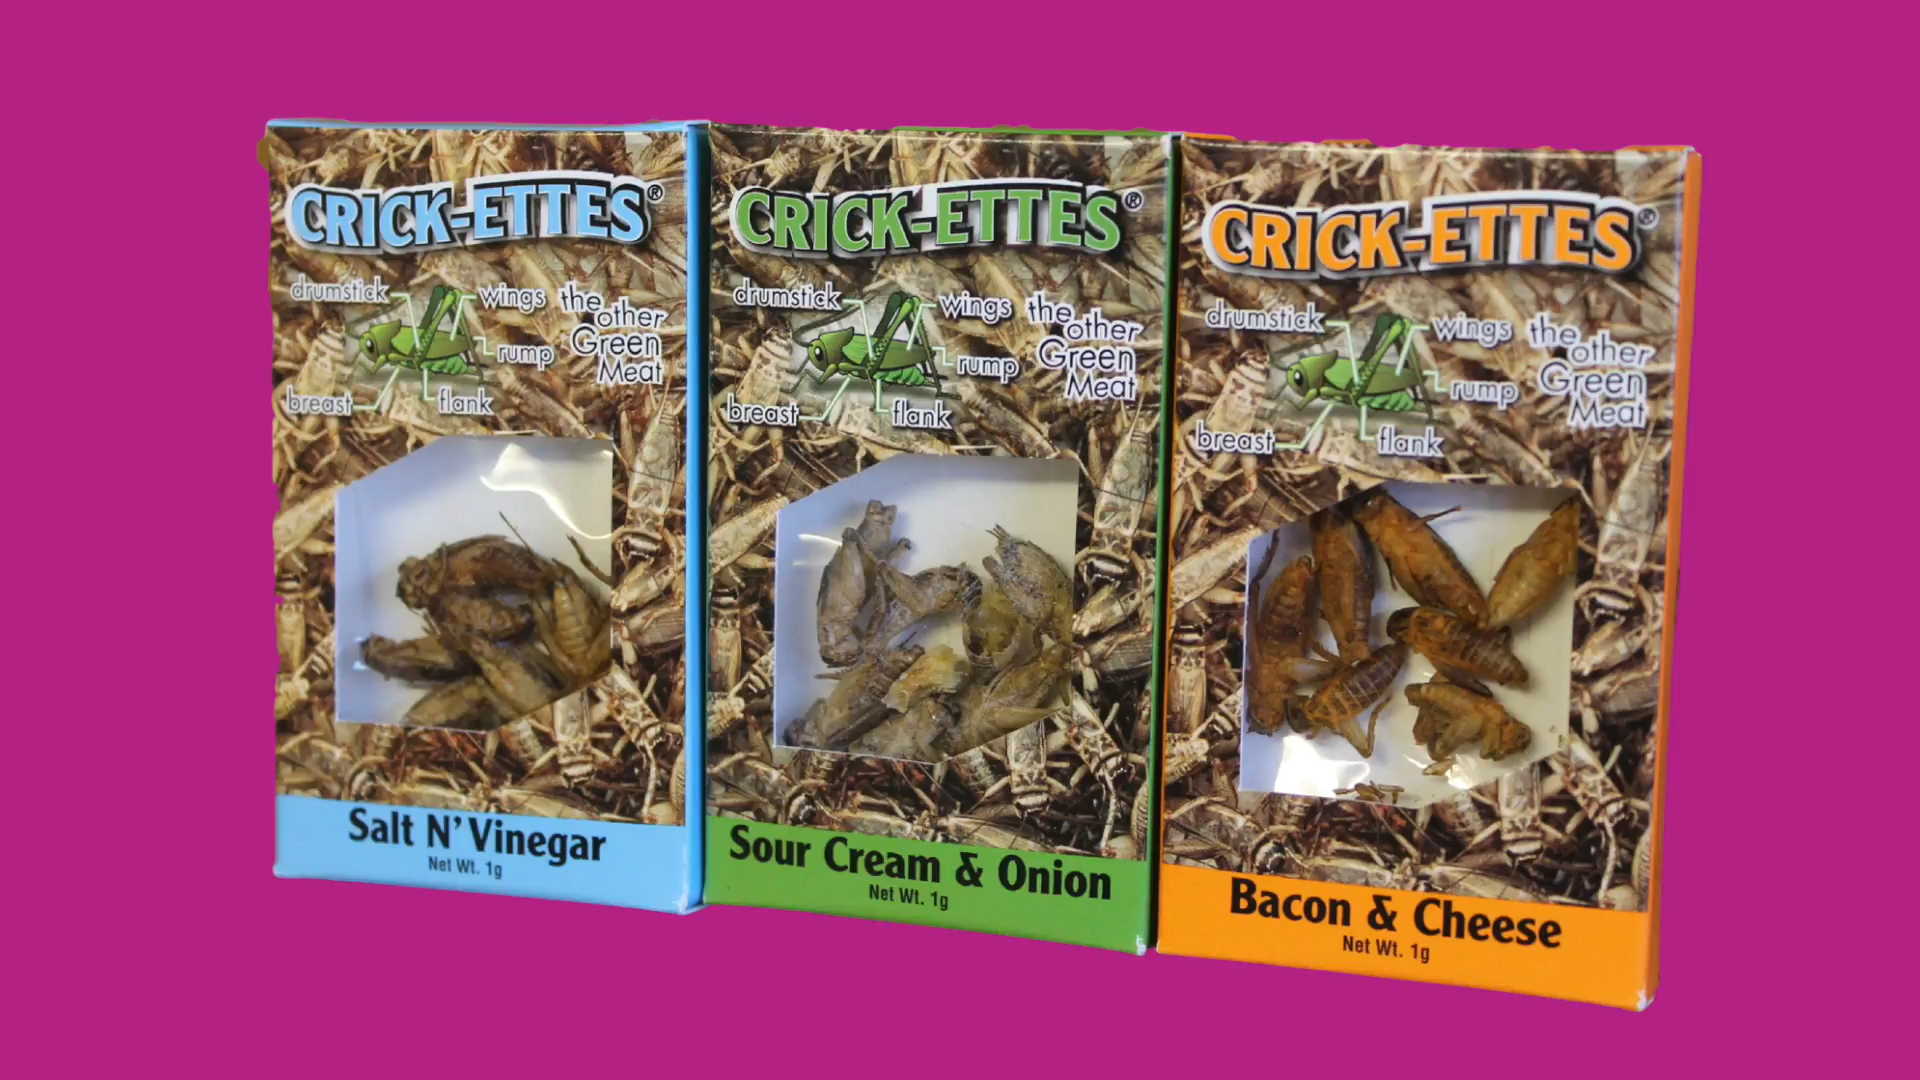 CRICK-ETTES®
drumstick
wings
the
other
Green
Meat
rump
breast
flank
Salt N' Vinegar
Net Wt. 1g
CRICK-ETTES®
drumstick
wings
the
other
Green
Meat
rump
breast
flank
Sour Cream & Onion
Net Wt. 1g
CRICK-ETTES®
drumstick
wings
the
other
Green
Meat
rump
breast
flank
Bacon & Cheese
Net Wt. 1g